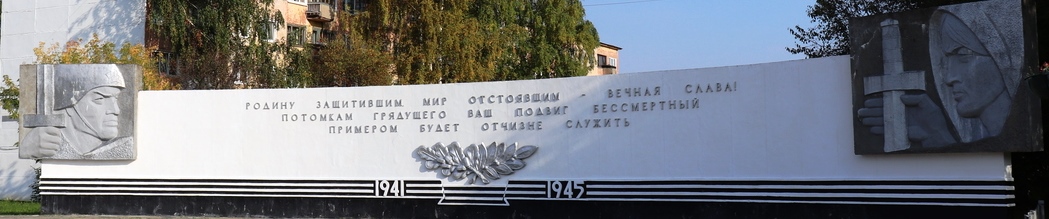 РОДИНУ ЗАЩИТИВШИМ МИР ОТСТОЯВШИМ - ВЕЧНАЯ СЛАВА!
ПОТОМКАМ ГРЯДУЩЕГО ВАШ ПОДВИГ БЕССМЕРТНЫЙ
ПРИМЕРОМ БУДЕТ ОТЧИЗНЕ СЛУЖИТЬ
1941 1945